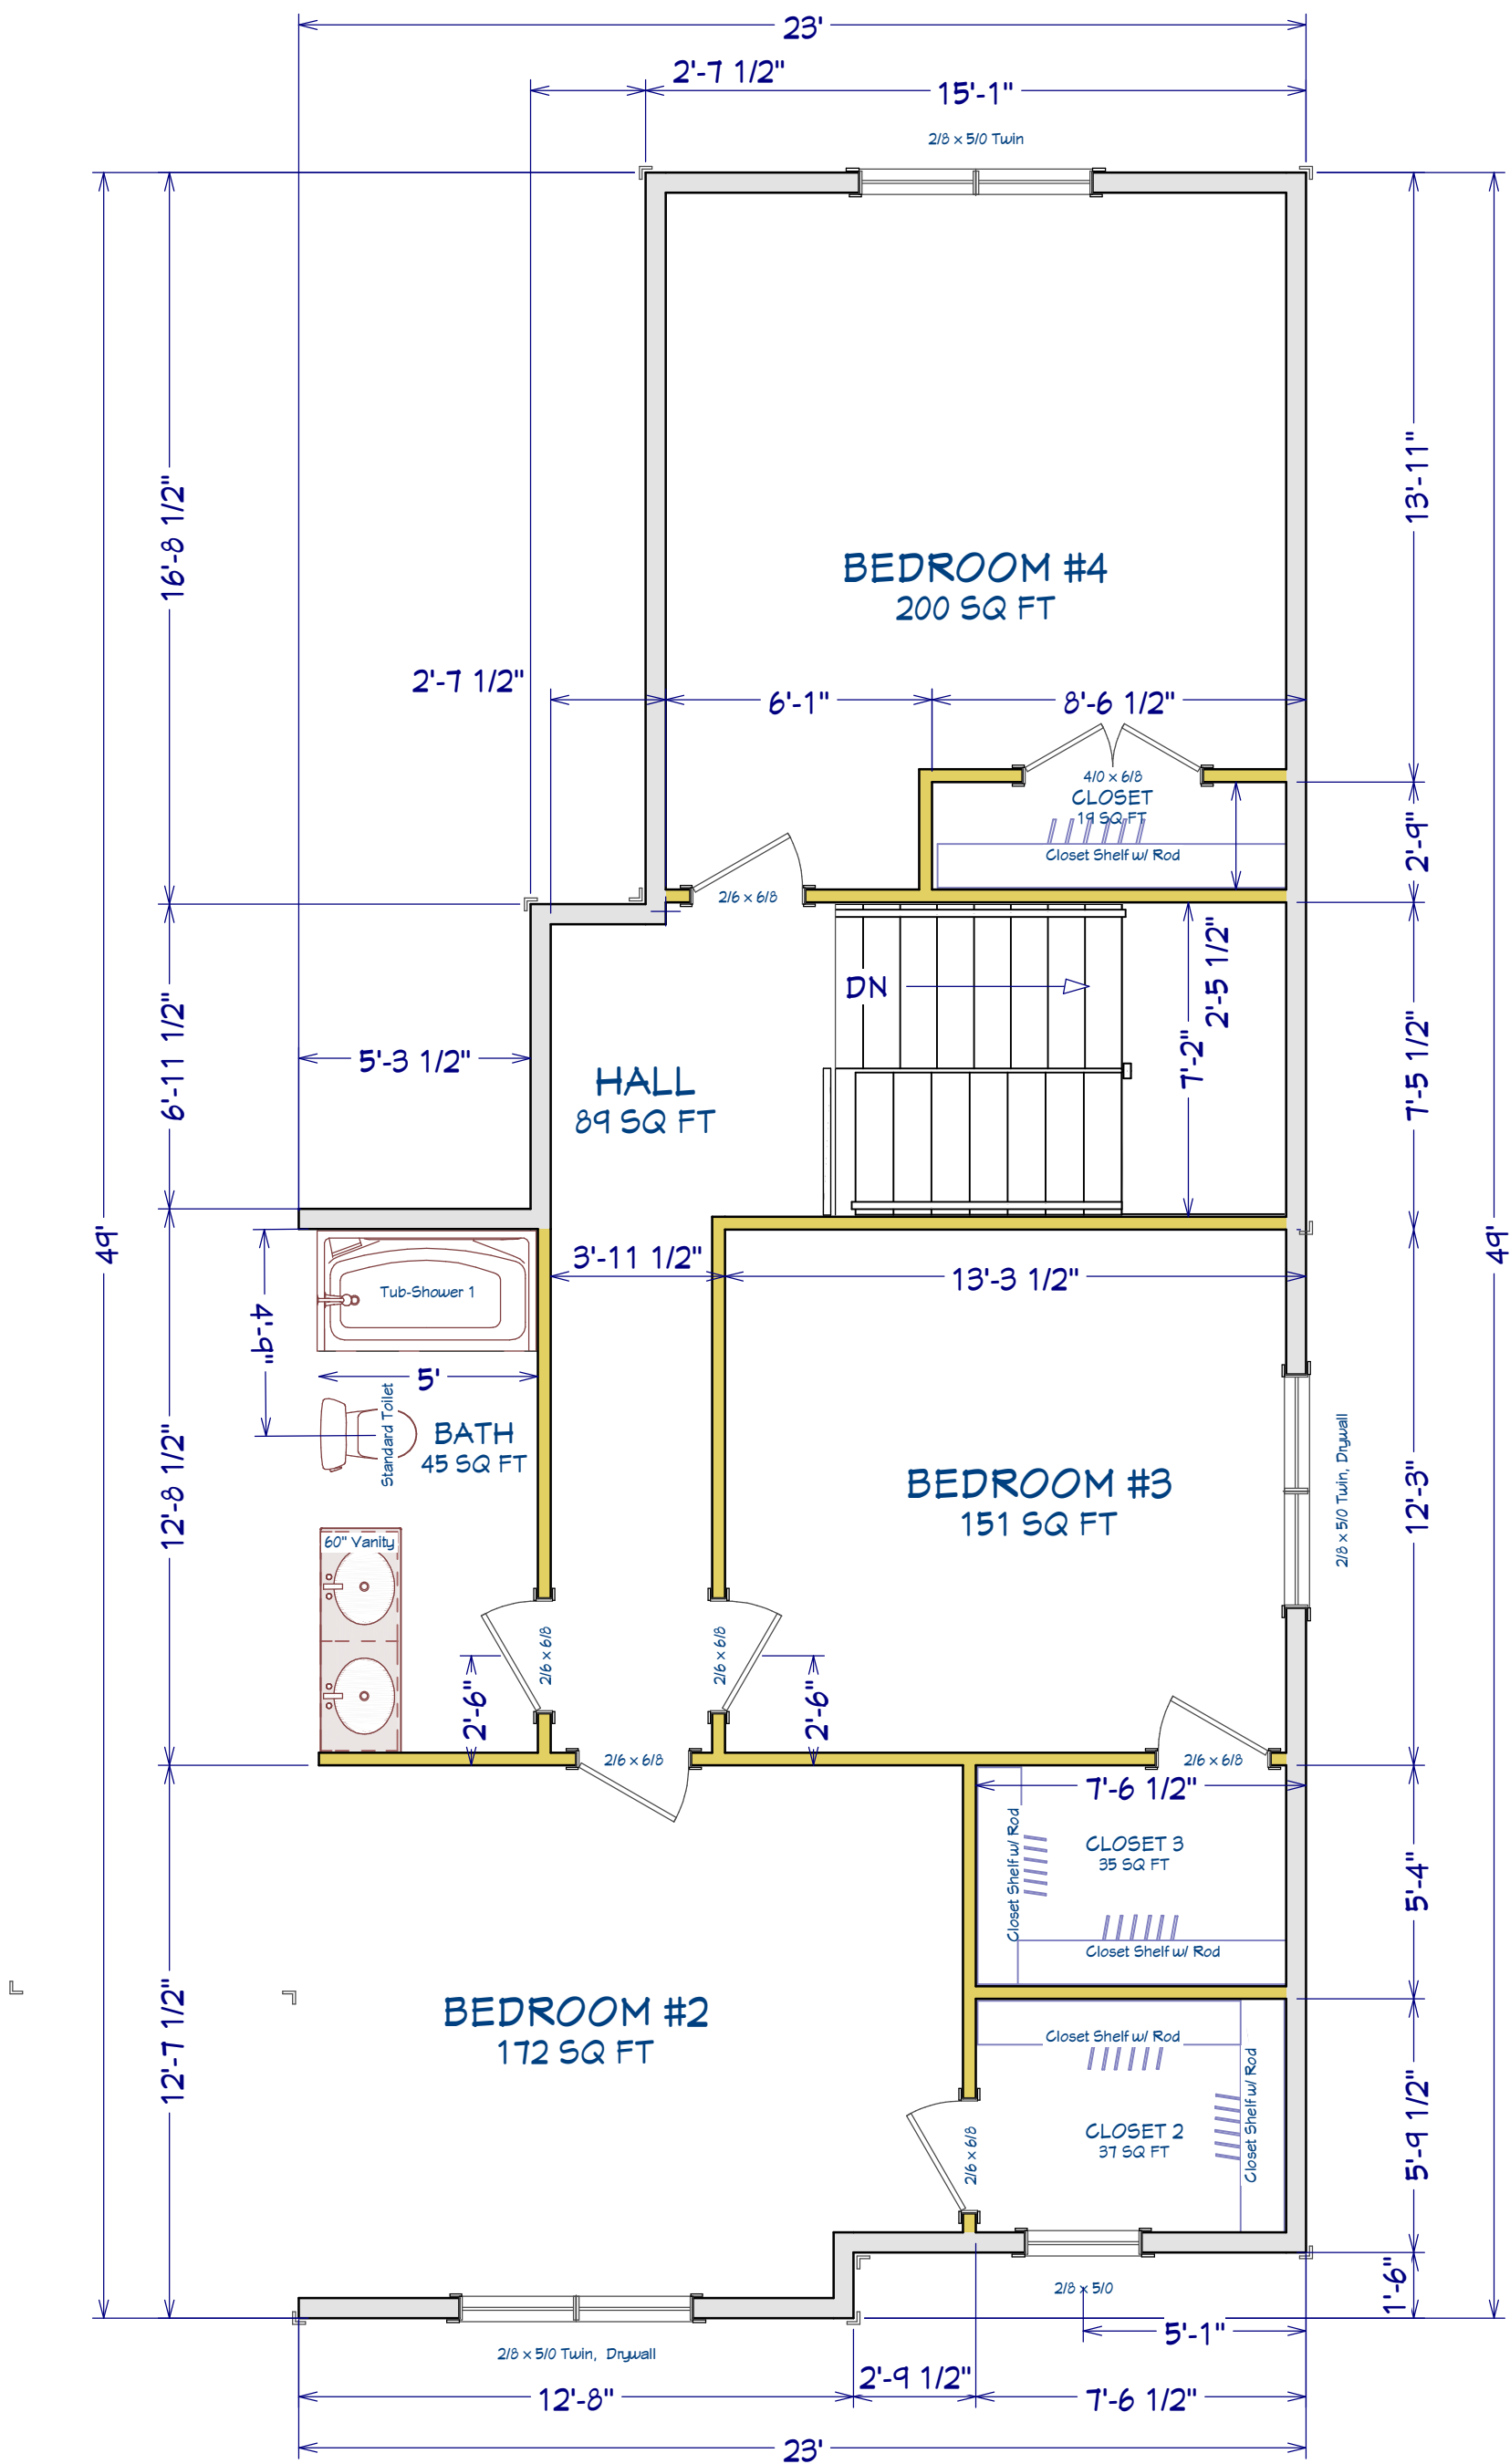 23'
2'-7 1/2"
15'-1"
2/8 x 5/0 Twin
13'-11"
16'-8 1/2"
BEDROOM #4
200 SQ FT
2'-7 1/2"
6'-1"
8'-6 1/2"
4/0 x 6/8
CLOSET
19 SQ FT
Closet Shelf w/ Rod
2'-9"
2/6 x 6/8
DN
2'-5 1/2"
7'-2"
7'-5 1/2"
6'-11 1/2"
5'-3 1/2"
HALL
89 SQ FT
49'
49'
3'-11 1/2"
13'-3 1/2"
Tub-Shower 1
4'-9"
5'
Standard Toilet
BATH
45 SQ FT
BEDROOM #3
151 SQ FT
2/8 x 5/0 Twin, Drywall
12'-8 1/2"
12'-3"
60" Vanity
2/6 x 6/8
2/6 x 6/8
2'-6"
2'-6"
2/6 x 6/8
2/6 x 6/8
7'-6 1/2"
Closet Shelf w/ Rod
CLOSET 3
35 SQ FT
5'-4"
Closet Shelf w/ Rod
BEDROOM #2
172 SQ FT
12'-7 1/2"
Closet Shelf w/ Rod
Closet Shelf w/ Rod
CLOSET 2
37 SQ FT
2/6 x 6/8
5'-9 1/2"
2/8 x 5/0
1'-6"
5'-1"
2/8 x 5/0 Twin, Drywall
12'-8"
2'-9 1/2"
7'-6 1/2"
23'